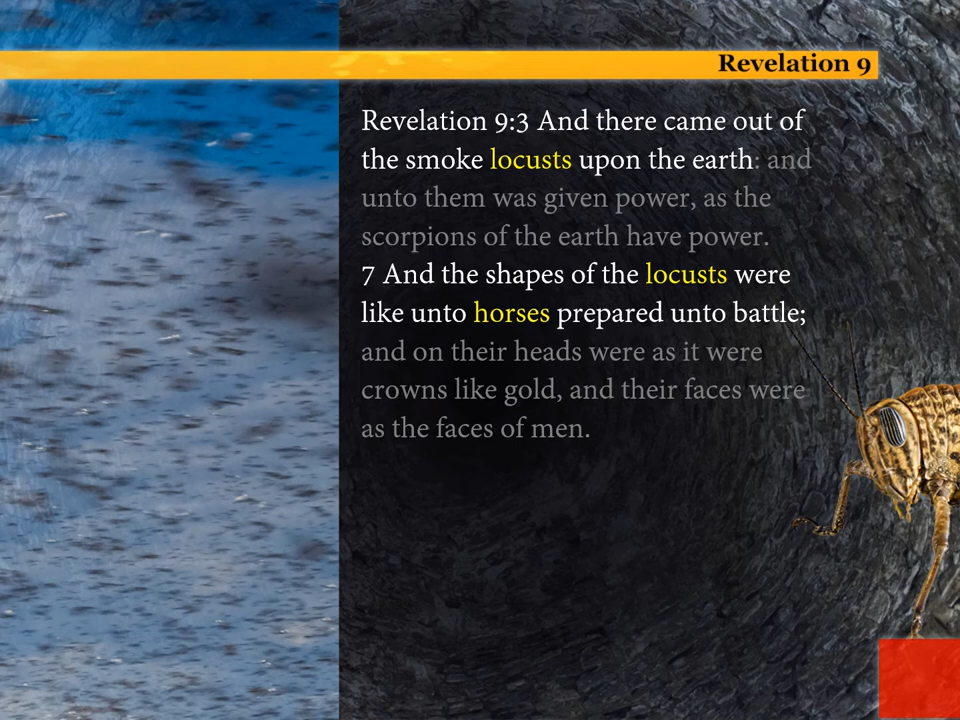 Revelation 9
Revelation 9:3 And there came out of
the smoke locusts upon the earth: and
unto them was given power, as the
scorpions of the earth have power.
7 And the shapes of the locusts were
like unto horses prepared unto battle;
and on their heads were as it were
crowns like gold, and their faces were
as the faces of men.